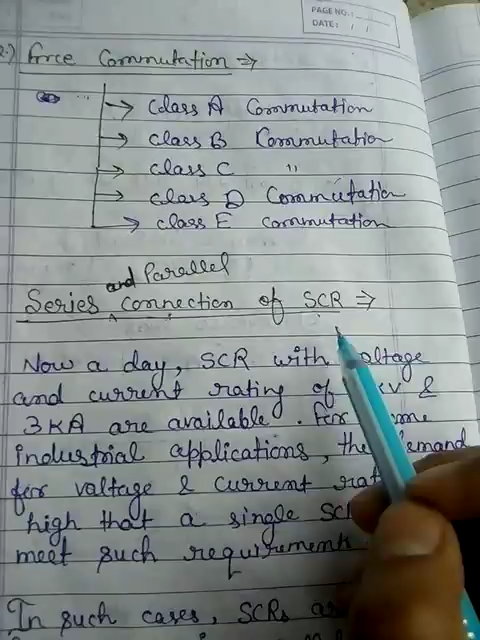 PAGE NO.:
DATE: / /
2.) Force Commutation ⇒
→ Class A Commutation
→ Class B Commutation
→ Class C "
→ Class D Commutation
→ Class E Commutation
Series and Parallel Connection of SCR ⇒
Now a day, SCR with voltage
and current rating of KV &
3KA are available. For
industrial applications, the demand
for voltage & current
high that a single
meet such requirements
In such cases, SCRs